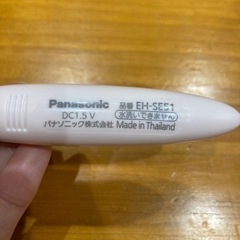 Panasonic 品番 EH-SE51
DC1.5 V 水洗いできません
パナソニック株式会社 Made in Thailand